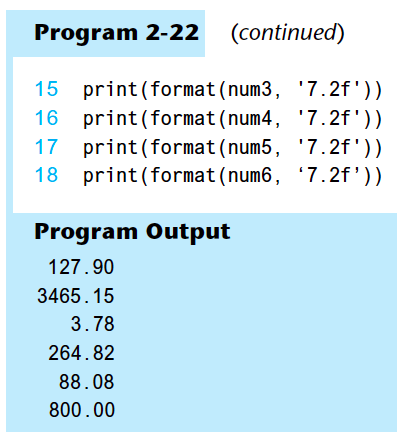 Program 2-22 (continued)
15 print(format(num3, '7.2f'))
16 print(format(num4, '7.2f'))
17 print(format(num5, '7.2f'))
18 print(format(num6, ‘7.2f’))
Program Output
127.90
3465.15
3.78
264.82
88.08
800.00